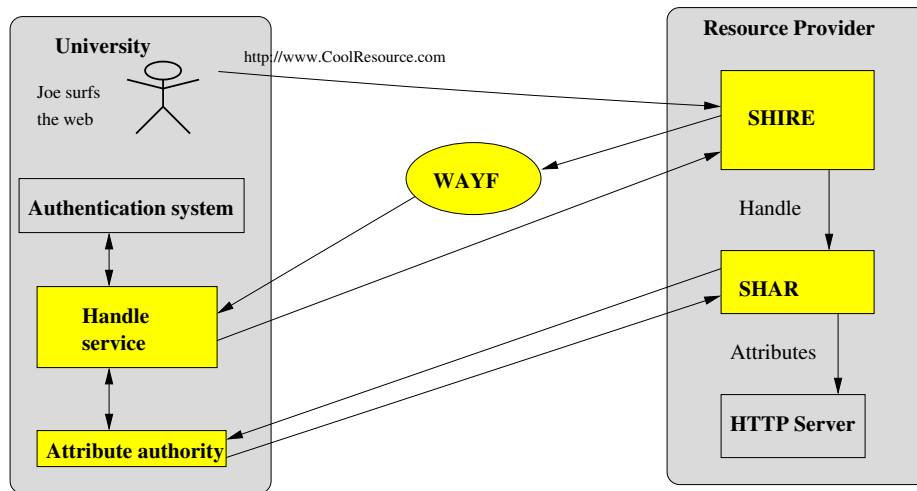 University
Resource Provider
http://www.CoolResource.com
Joe surfs
the web
SHIRE
WAYF
Authentication system
Handle
Handle
service
SHAR
Attributes
Attribute authority
HTTP Server